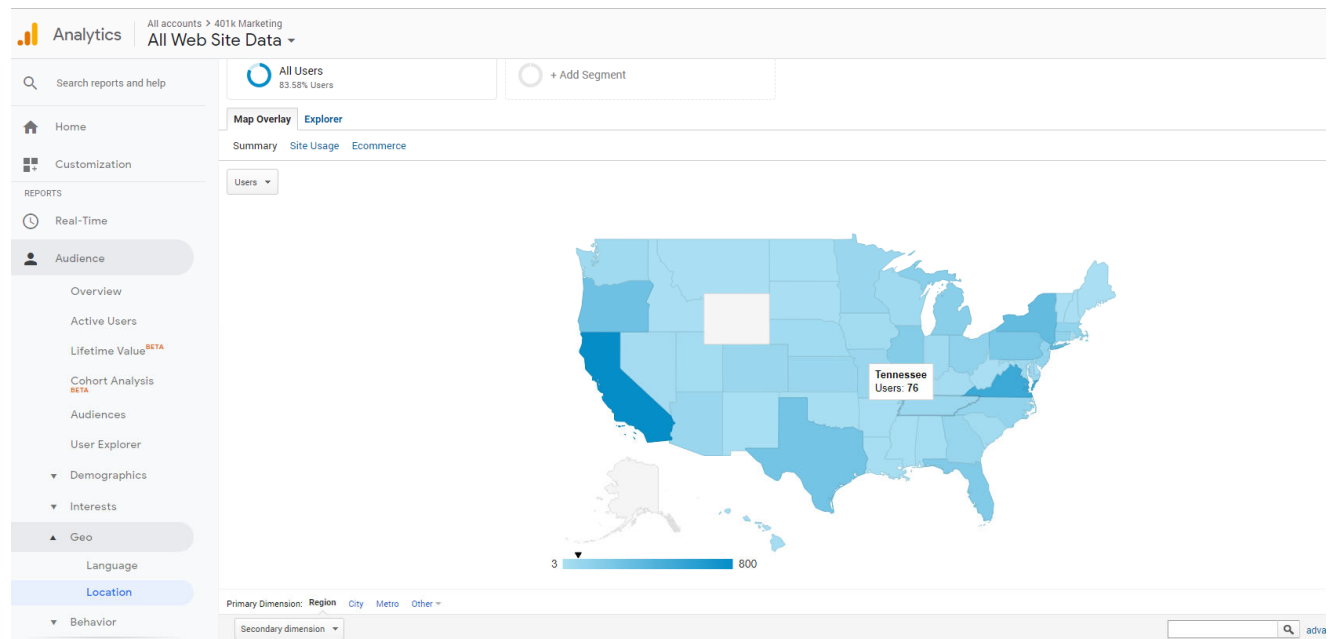 All accounts > 401k Marketing
Analytics
All Web Site Data
Search reports and help
Home
Customization
REPORTS
Real-Time
Audience
Overview
Active Users
Lifetime Value BETA
Cohort Analysis
BETA
Audiences
User Explorer
Demographics
Interests
Geo
Language
Location
Behavior
All Users
83.58% Users
+ Add Segment
Map Overlay Explorer
Summary Site Usage Ecommerce
Users
Tennessee
Users: 76
3 800
Primary Dimension: Region City Metro Other
Secondary dimension
adva